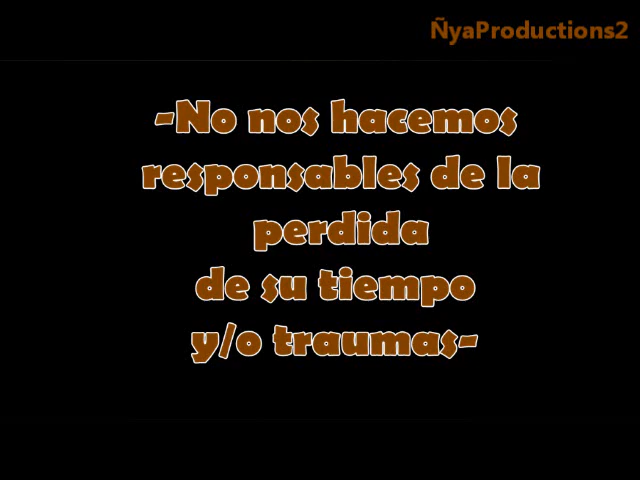 ÑyaProductions2
-No nos hacemos
responsables de la
perdida
de su tiempo
y/o traumas-